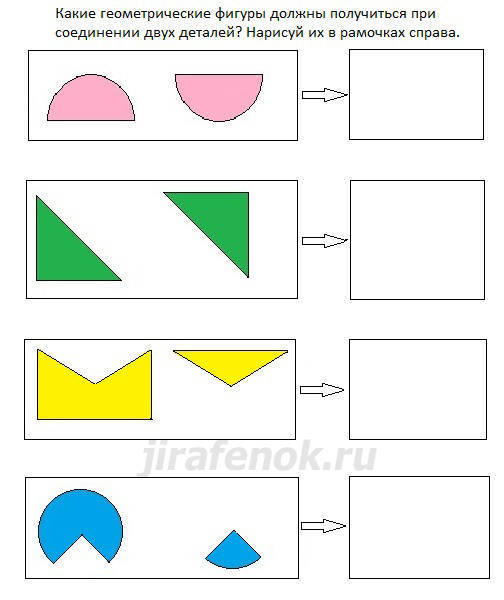 Какие геометрические фигуры должны получиться при
соединении двух деталей? Нарисуй их в рамочках справа.
jirafenok.ru